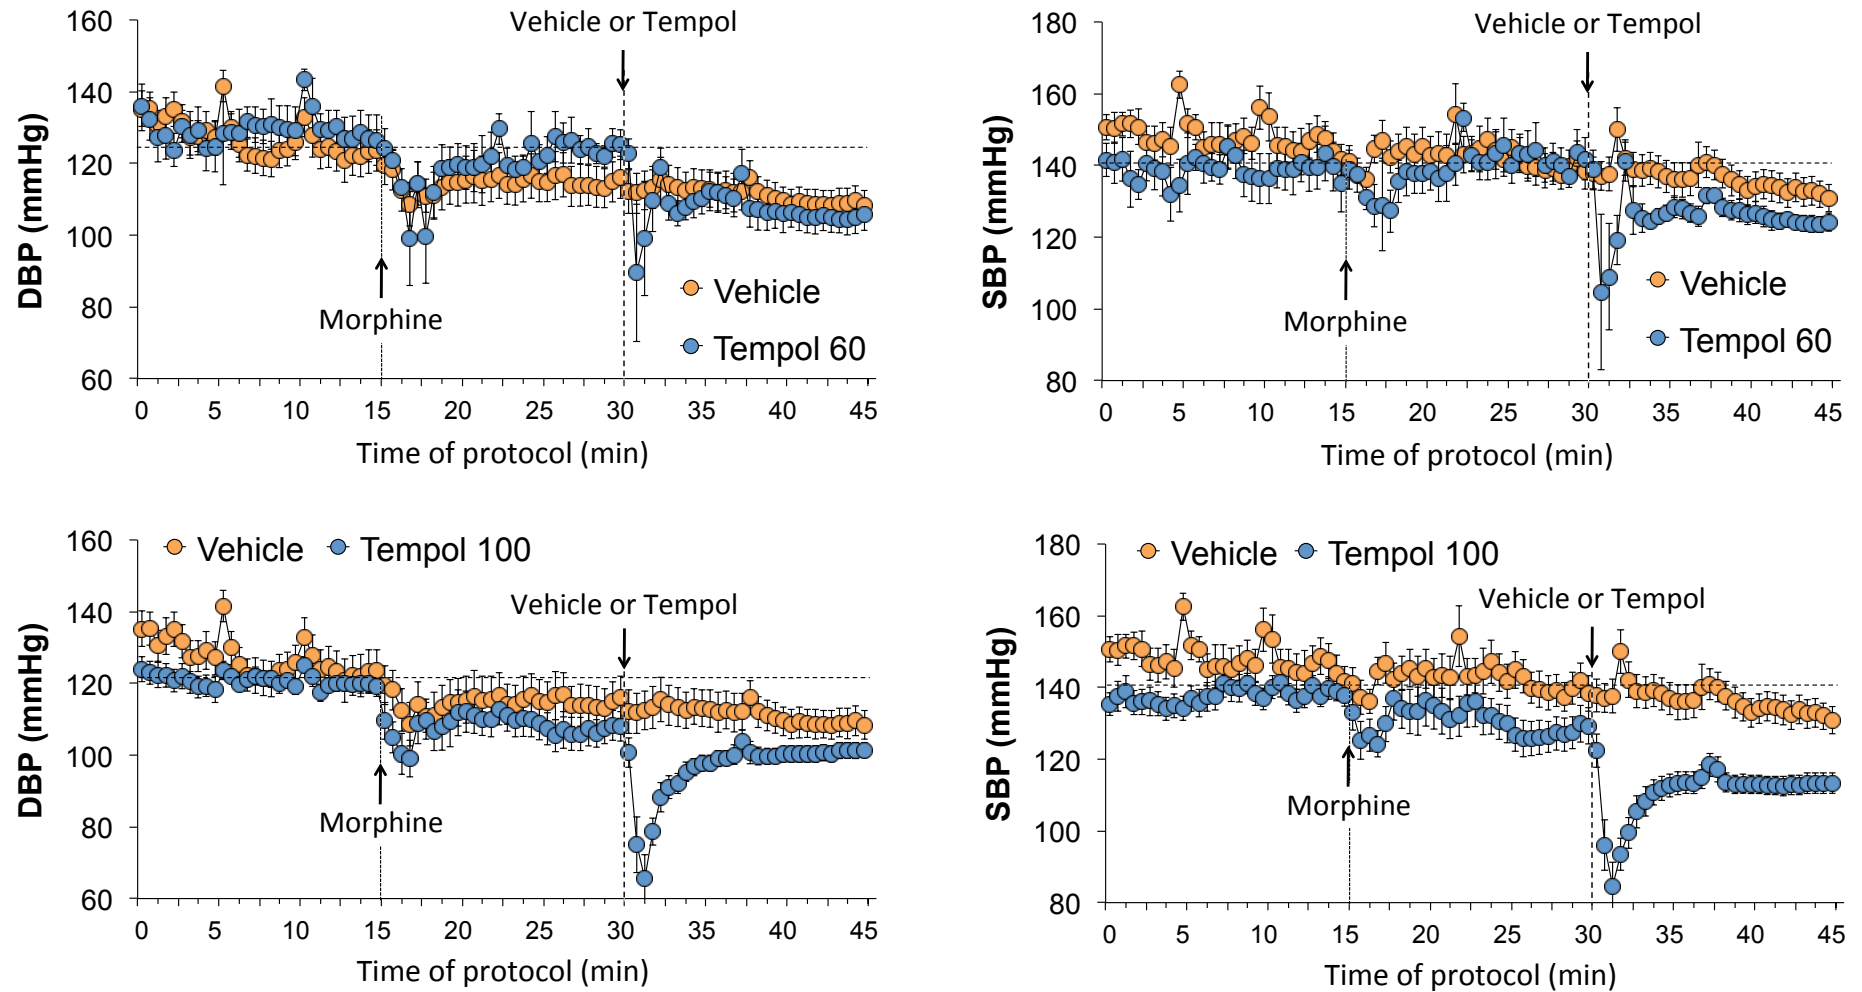 160
140
120
100
80
60
DBP (mmHg)
Vehicle or Tempol
Morphine
Vehicle
Tempol 60
0 5 10 15 20 25 30 35 40 45
Time of protocol (min)
180
160
140
120
100
80
SBP (mmHg)
Vehicle or Tempol
Morphine
Vehicle
Tempol 60
0 5 10 15 20 25 30 35 40 45
Time of protocol (min)
160
140
120
100
80
60
DBP (mmHg)
Vehicle Tempol 100
Vehicle or Tempol
Morphine
0 5 10 15 20 25 30 35 40 45
Time of protocol (min)
180
160
140
120
100
80
SBP (mmHg)
Vehicle Tempol 100
Vehicle or Tempol
Morphine
0 5 10 15 20 25 30 35 40 45
Time of protocol (min)